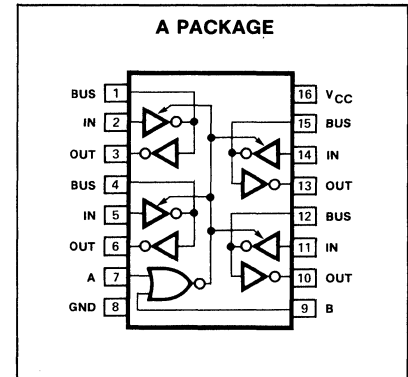 A PACKAGE
BUS 1
IN 2
OUT 3
BUS 4
IN 5
OUT 6
A 7
GND 8
16 VCC
15 BUS
14 IN
13 OUT
12 BUS
11 IN
10 OUT
9 B